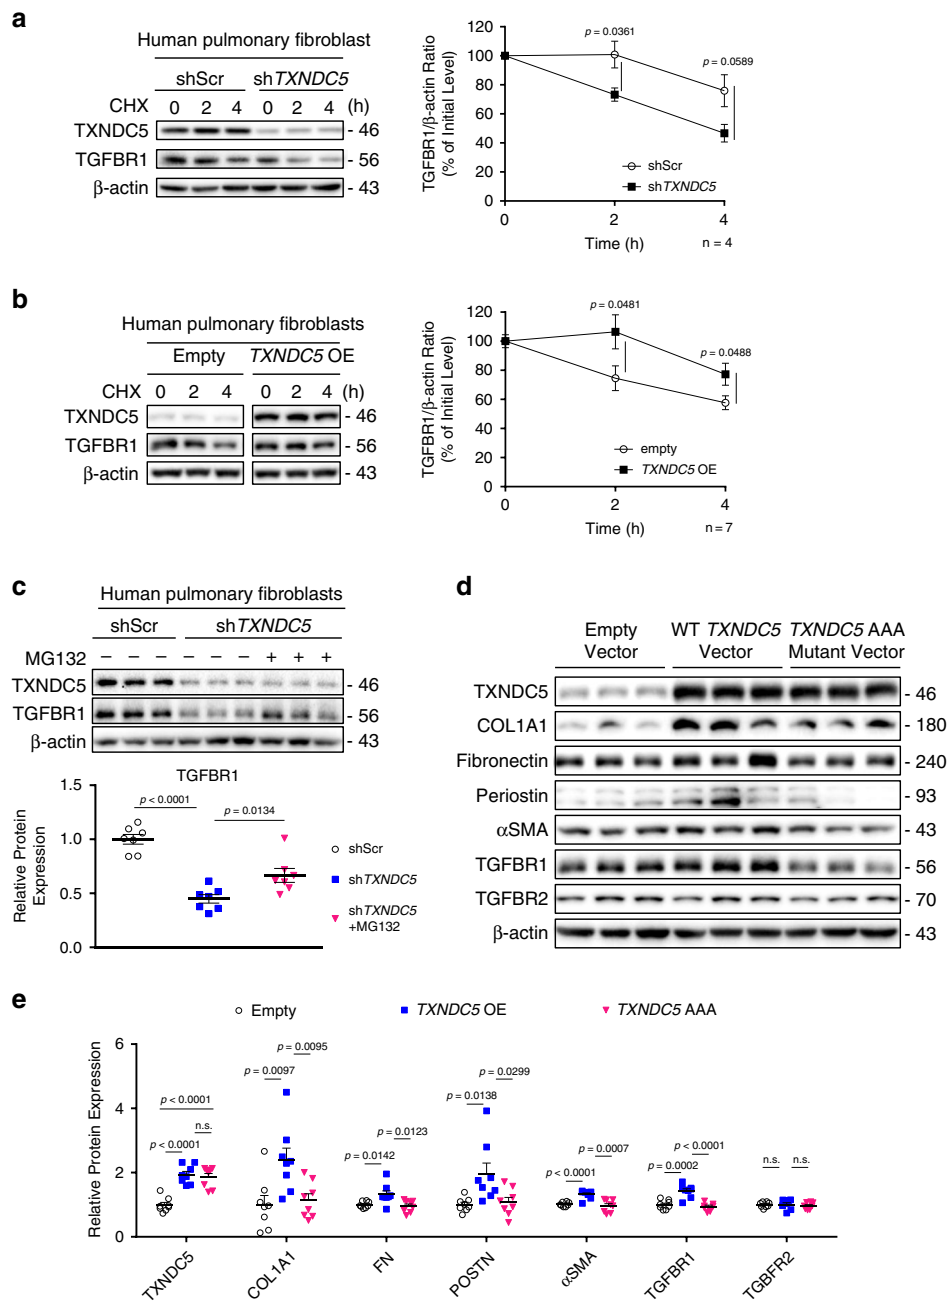 a
Human pulmonary fibroblast
shScr shTXNDC5
CHX 0 2 4 0 2 4 (h)
TXNDC5 - 46
TGFBR1 - 56
β-actin - 43
TGFBR1/β-actin Ratio
(% of Initial Level)
120
100
80
60
40
20
0
p = 0.0361
p = 0.0589
shScr
shTXNDC5
0 2 4
Time (h)
n = 4
b
Human pulmonary fibroblasts
Empty TXNDC5 OE
CHX 0 2 4 0 2 4 (h)
TXNDC5 - 46
TGFBR1 - 56
β-actin - 43
TGFBR1/β-actin Ratio
(% of Initial Level)
120
100
80
60
40
20
0
p = 0.0481
p = 0.0488
empty
TXNDC5 OE
0 2 4
Time (h)
n = 7
c
Human pulmonary fibroblasts
shScr shTXNDC5
MG132 − − − − − − + + +
TXNDC5 - 46
TGFBR1 - 56
β-actin - 43
TGFBR1
Relative Protein
Expression
1.5
1.0
0.5
0.0
p < 0.0001
p = 0.0134
shScr
shTXNDC5
shTXNDC5
+MG132
d
Empty
Vector
WT TXNDC5
Vector
TXNDC5 AAA
Mutant Vector
TXNDC5 - 46
COL1A1 - 180
Fibronectin - 240
Periostin - 93
αSMA - 43
TGFBR1 - 56
TGFBR2 - 70
β-actin - 43
e
Empty TXNDC5 OE TXNDC5 AAA
Relative Protein Expression
6
4
2
0
p < 0.0001
n.s.
p < 0.0001
p = 0.0095
p = 0.0097
p = 0.0123
p = 0.0142
p = 0.0299
p = 0.0138
p = 0.0007
p < 0.0001
p < 0.0001
p = 0.0002
n.s. n.s.
TXNDC5
COL1A1
FN
POSTN
αSMA
TGFBR1
TGBFR2